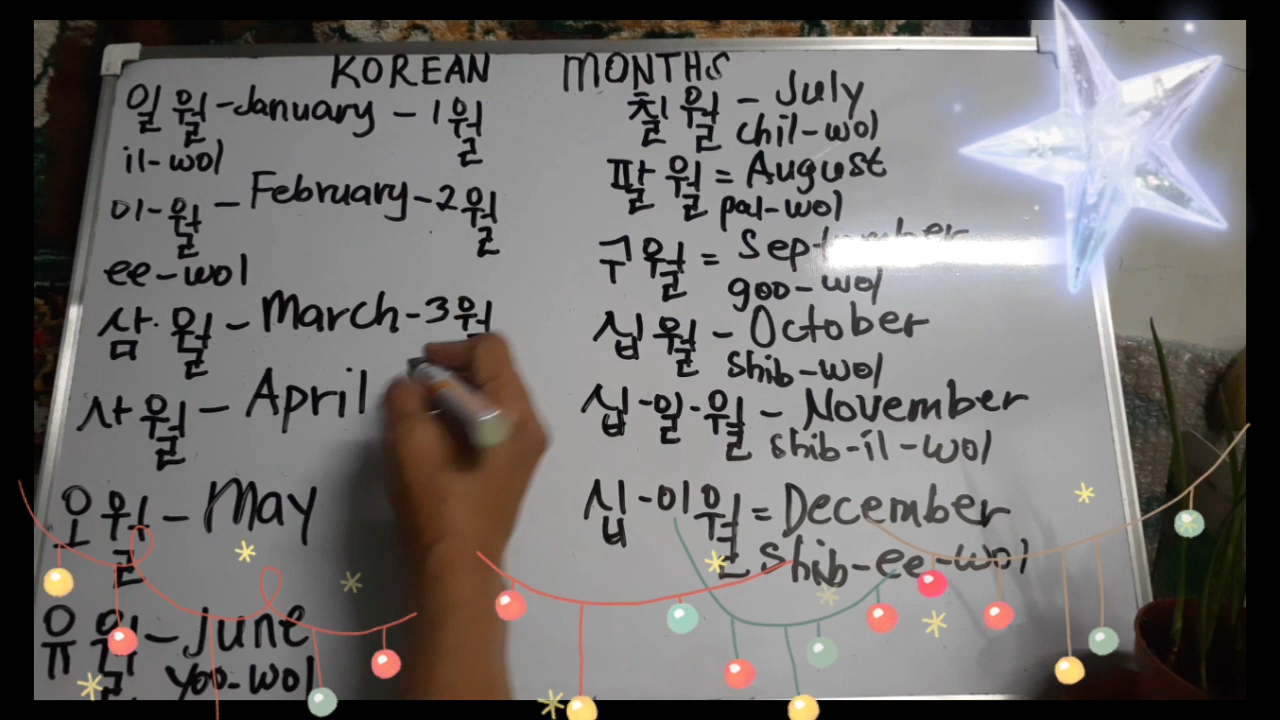 KOREAN MONTHS
일월-January - 1월
il-wol
이-월 - February-2월
ee-wol
삼월 - March-3월
사월 - April
오월 - May
유월 - June
yoo-wol
칠월 - July
chil-wol
팔월 = August
pal-wol
구월 = September
goo-wol
십월 - October
shib-wol
십-일-월 - November
shib-il-wol
십-이월 = December
shib-ee-wol